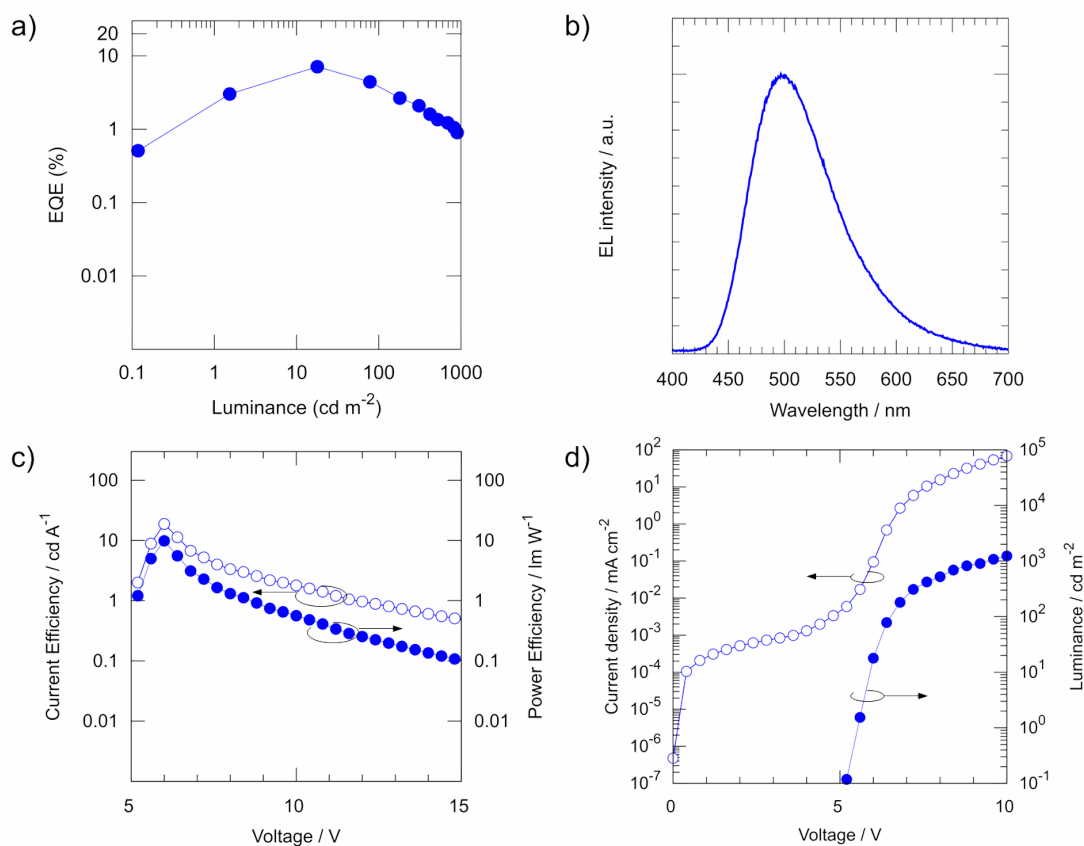 a)
EQE (%)
20
10
1
0.1
0.01
0.1 1 10 100 1000
Luminance (cd m-2)
b)
EL intensity / a.u.
400 450 500 550 600 650 700
Wavelength / nm
c)
Current Efficiency / cd A-1
100
10
1
0.1
0.01
100
10
1
0.1
0.01
Power Efficiency / lm W-1
5 10 15
Voltage / V
d)
Current density / mA cm-2
10^2
10^1
10^0
10^-1
10^-2
10^-3
10^-4
10^-5
10^-6
10^-7
10^5
10^4
10^3
10^2
10^1
10^0
10^-1
Luminance / cd m-2
0 5 10
Voltage / V